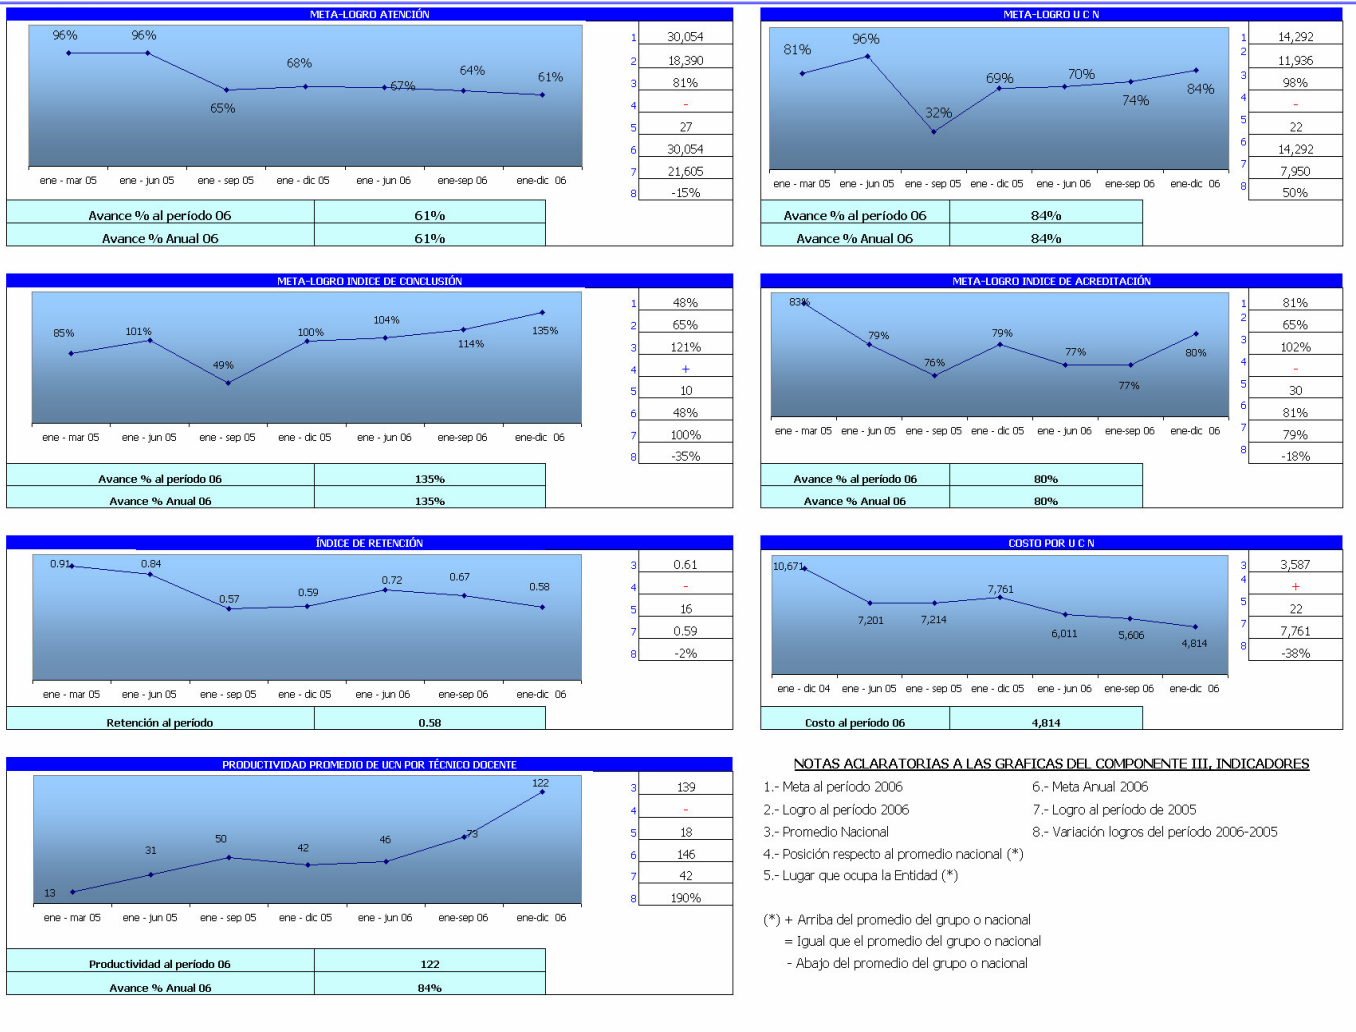 META-LOGRO ATENCIÓN
96%
96%
65%
68%
67%
64%
61%
ene - mar 05 ene - jun 05 ene - sep 05 ene - dic 05 ene - jun 06 ene-sep 06 ene-dic 06
1 30,054
2 18,390
3 81%
4 -
5 27
6 30,054
7 21,605
8 -15%
Avance % al período 06 61%
Avance % Anual 06 61%
META-LOGRO U C N
81%
96%
32%
69%
70%
74%
84%
ene - mar 05 ene - jun 05 ene - sep 05 ene - dic 05 ene - jun 06 ene-sep 06 ene-dic 06
1 14,292
2 11,936
3 98%
4 -
5 22
6 14,292
7 7,950
8 50%
Avance % al período 06 84%
Avance % Anual 06 84%
META-LOGRO INDICE DE CONCLUSIÓN
85%
101%
49%
100%
104%
114%
135%
ene - mar 05 ene - jun 05 ene - sep 05 ene - dic 05 ene - jun 06 ene-sep 06 ene-dic 06
1 48%
2 65%
3 121%
4 +
5 10
6 48%
7 100%
8 -35%
Avance % al período 06 135%
Avance % Anual 06 135%
META-LOGRO INDICE DE ACREDITACIÓN
83%
79%
76%
79%
77%
77%
80%
ene - mar 05 ene - jun 05 ene - sep 05 ene - dic 05 ene - jun 06 ene-sep 06 ene-dic 06
1 81%
2 65%
3 102%
4 -
5 30
6 81%
7 79%
8 -18%
Avance % al período 06 80%
Avance % Anual 06 80%
ÍNDICE DE RETENCIÓN
0.91
0.84
0.57
0.59
0.72
0.67
0.58
ene - mar 05 ene - jun 05 ene - sep 05 ene - dic 05 ene - jun 06 ene-sep 06 ene-dic 06
3 0.61
4 -
5 16
7 0.59
8 -2%
Retención al período 0.58
COSTO POR U C N
10,671
7,201
7,214
7,761
6,011
5,606
4,814
ene - dic 04 ene - jun 05 ene - sep 05 ene - dic 05 ene - jun 06 ene-sep 06 ene-dic 06
3 3,587
4 +
5 22
7 7,761
8 -38%
Costo al período 06 4,814
PRODUCTIVIDAD PROMEDIO DE UCN POR TÉCNICO DOCENTE
13
31
50
42
46
73
122
ene - mar 05 ene - jun 05 ene - sep 05 ene - dic 05 ene - jun 06 ene-sep 06 ene-dic 06
3 139
4 -
5 18
6 146
7 42
8 190%
Productividad al período 06 122
Avance % Anual 06 84%
NOTAS ACLARATORIAS A LAS GRAFICAS DEL COMPONENTE III, INDICADORES
1.- Meta al período 2006 6.- Meta Anual 2006
2.- Logro al período 2006 7.- Logro al período de 2005
3.- Promedio Nacional 8.- Variación logros del período 2006-2005
4.- Posición respecto al promedio nacional (*)
5.- Lugar que ocupa la Entidad (*)
(*) + Arriba del promedio del grupo o nacional
= Igual que el promedio del grupo o nacional
- Abajo del promedio del grupo o nacional